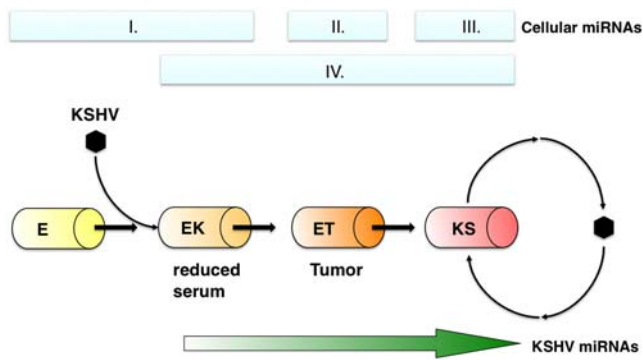 I. II. III. Cellular miRNAs
IV.
KSHV
E EK ET KS
reduced Tumor
serum
KSHV miRNAs